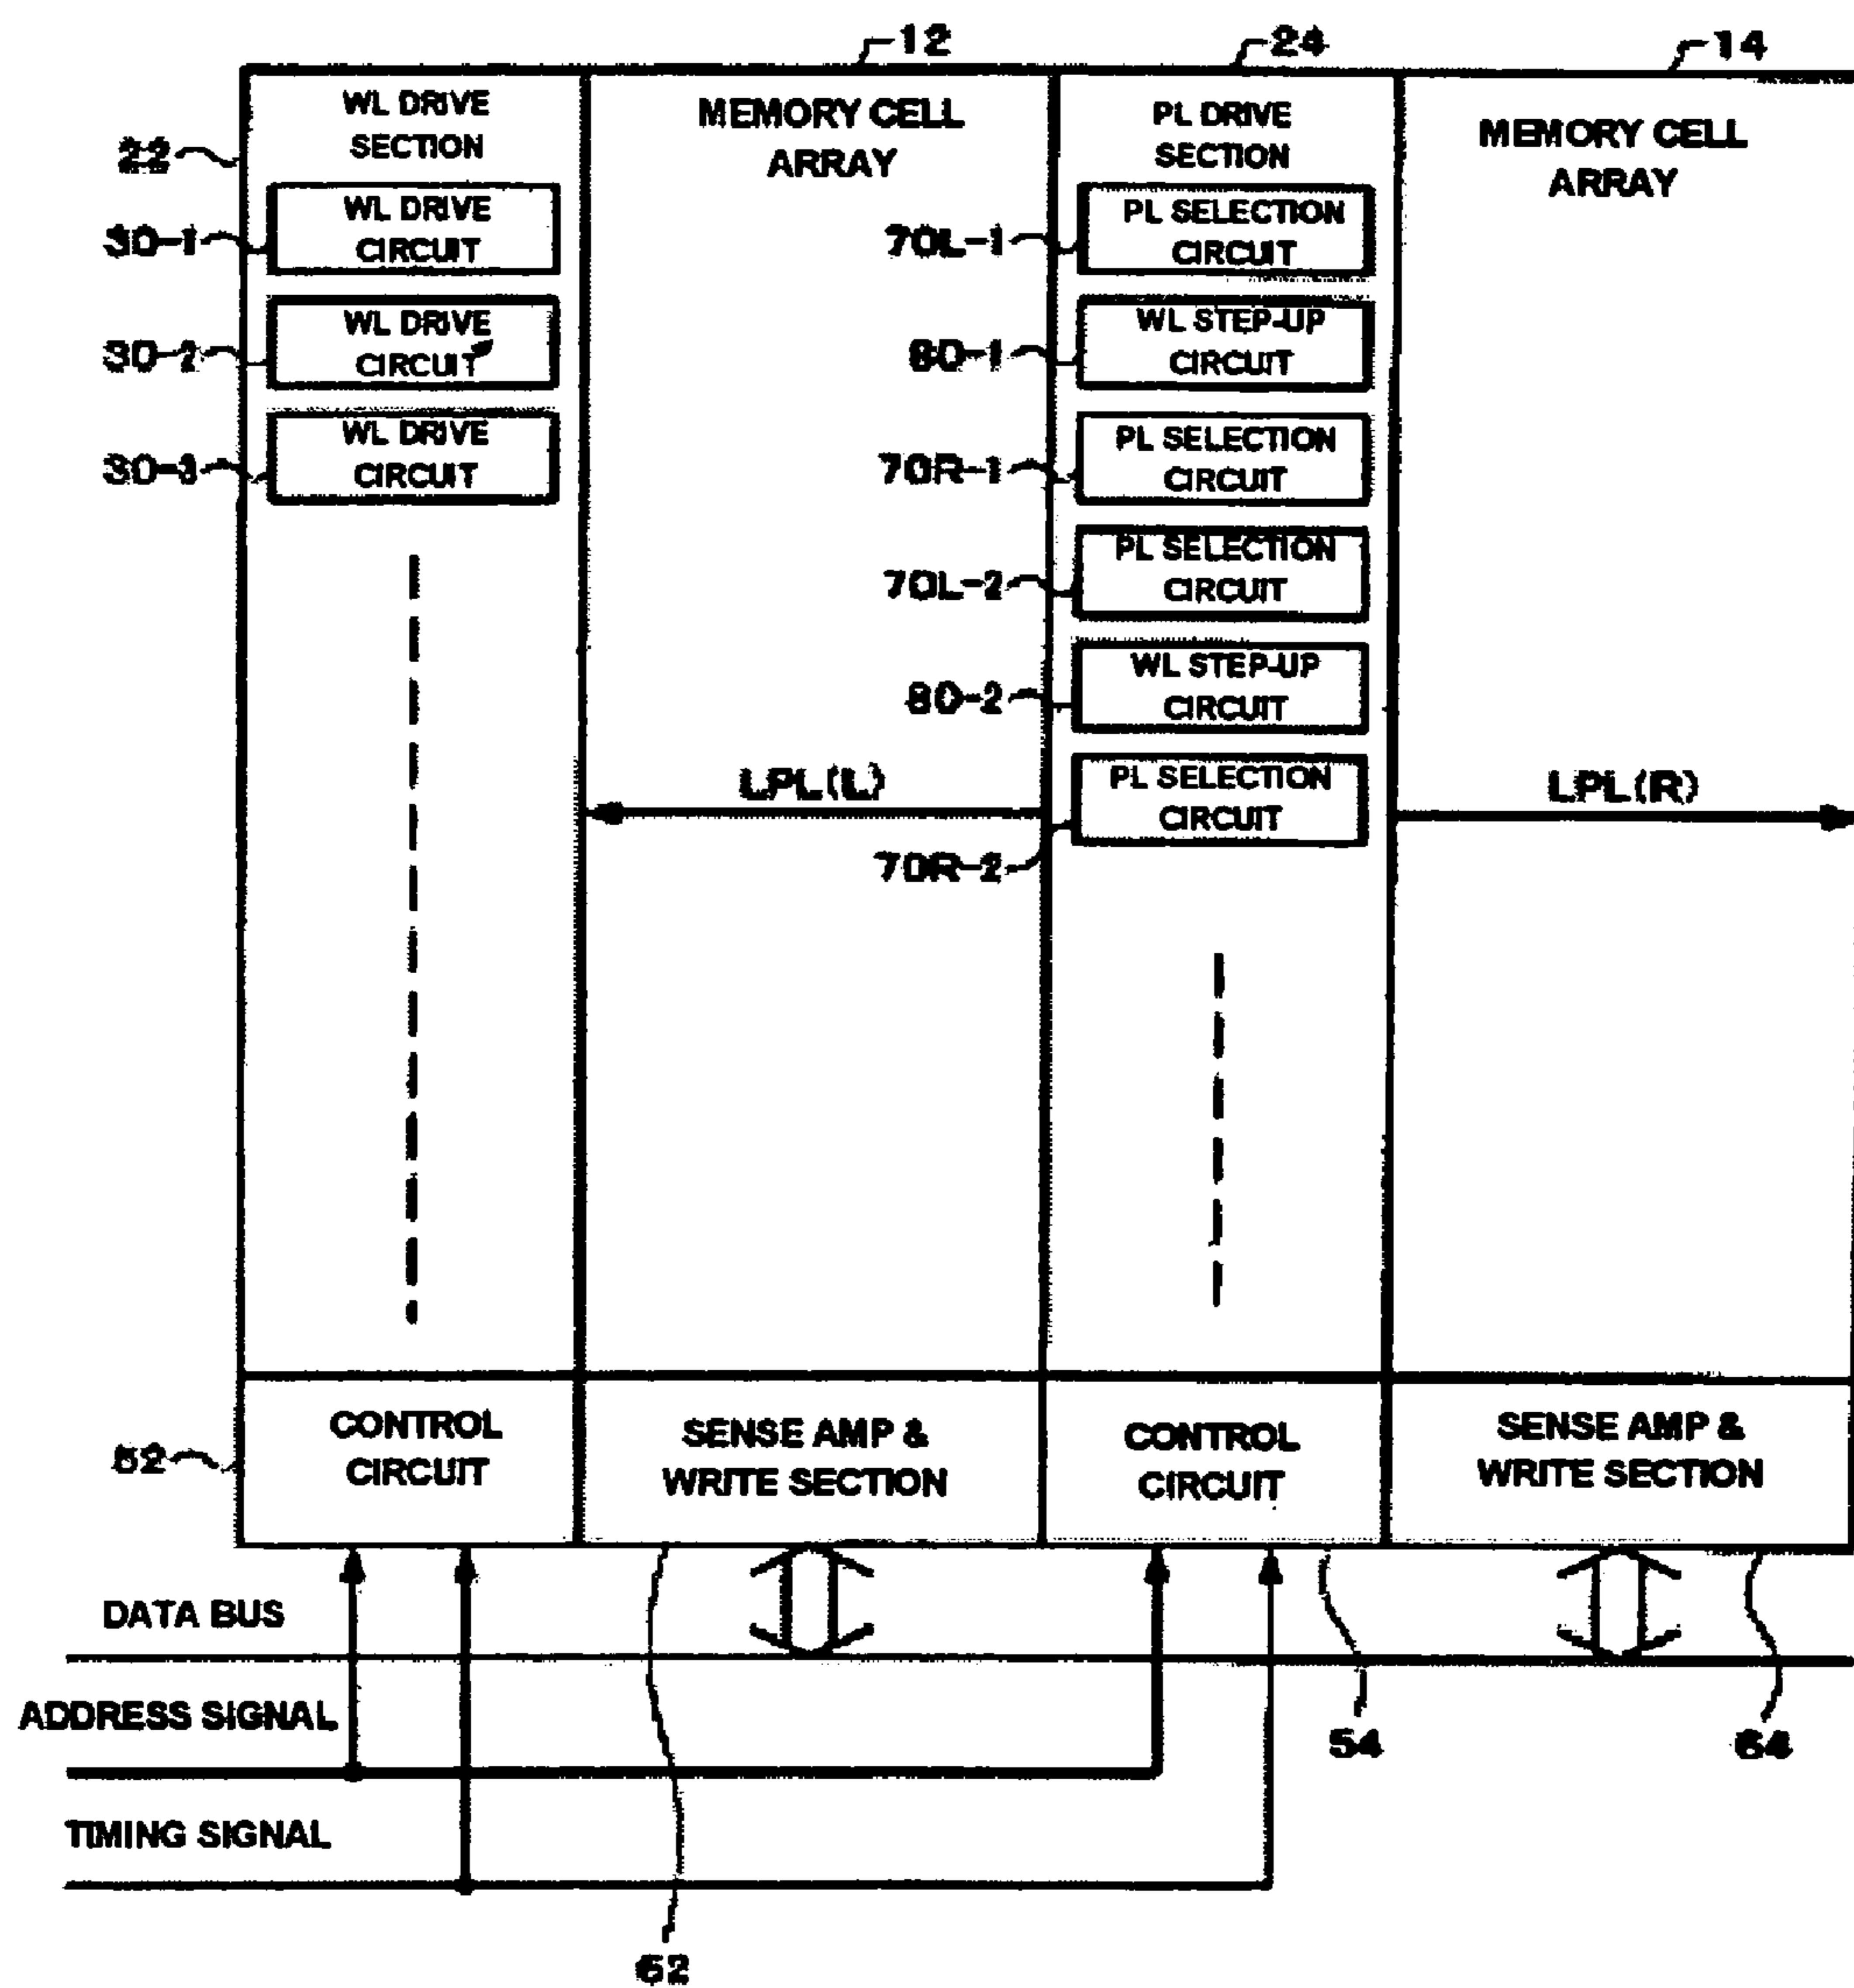 12
24
14
WL DRIVE
SECTION
MEMORY CELL
ARRAY
PL DRIVE
SECTION
MEMORY CELL
ARRAY
22
30-1
WL DRIVE
CIRCUIT
70L-1
PL SELECTION
CIRCUIT
30-2
WL DRIVE
CIRCUIT
80-1
WL STEP-UP
CIRCUIT
30-3
WL DRIVE
CIRCUIT
70R-1
PL SELECTION
CIRCUIT
70L-2
PL SELECTION
CIRCUIT
80-2
WL STEP-UP
CIRCUIT
LPL(L)
PL SELECTION
CIRCUIT
LPL(R)
70R-2
52
CONTROL
CIRCUIT
SENSE AMP &
WRITE SECTION
CONTROL
CIRCUIT
SENSE AMP &
WRITE SECTION
DATA BUS
ADDRESS SIGNAL
54
64
TIMING SIGNAL
62